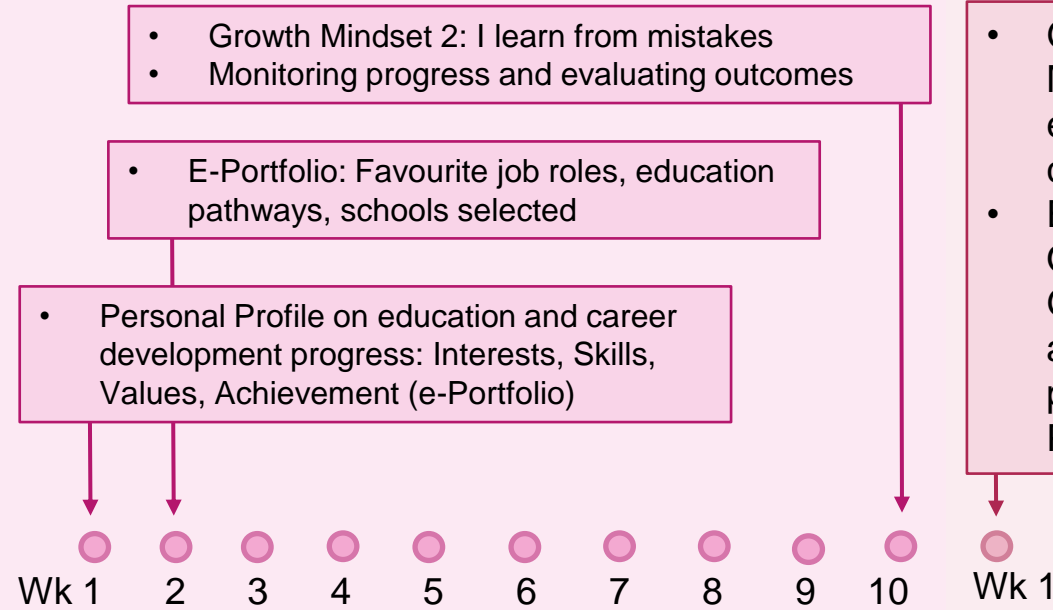 • Growth Mindset 2: I learn from mistakes
• Monitoring progress and evaluating outcomes
• E-Portfolio: Favourite job roles, education
pathways, schools selected
• Personal Profile on education and career
development progress: Interests, Skills,
Values, Achievement (e-Portfolio)
Wk 1 2 3 4 5 6 7 8 9 10
•
•
Wk 1